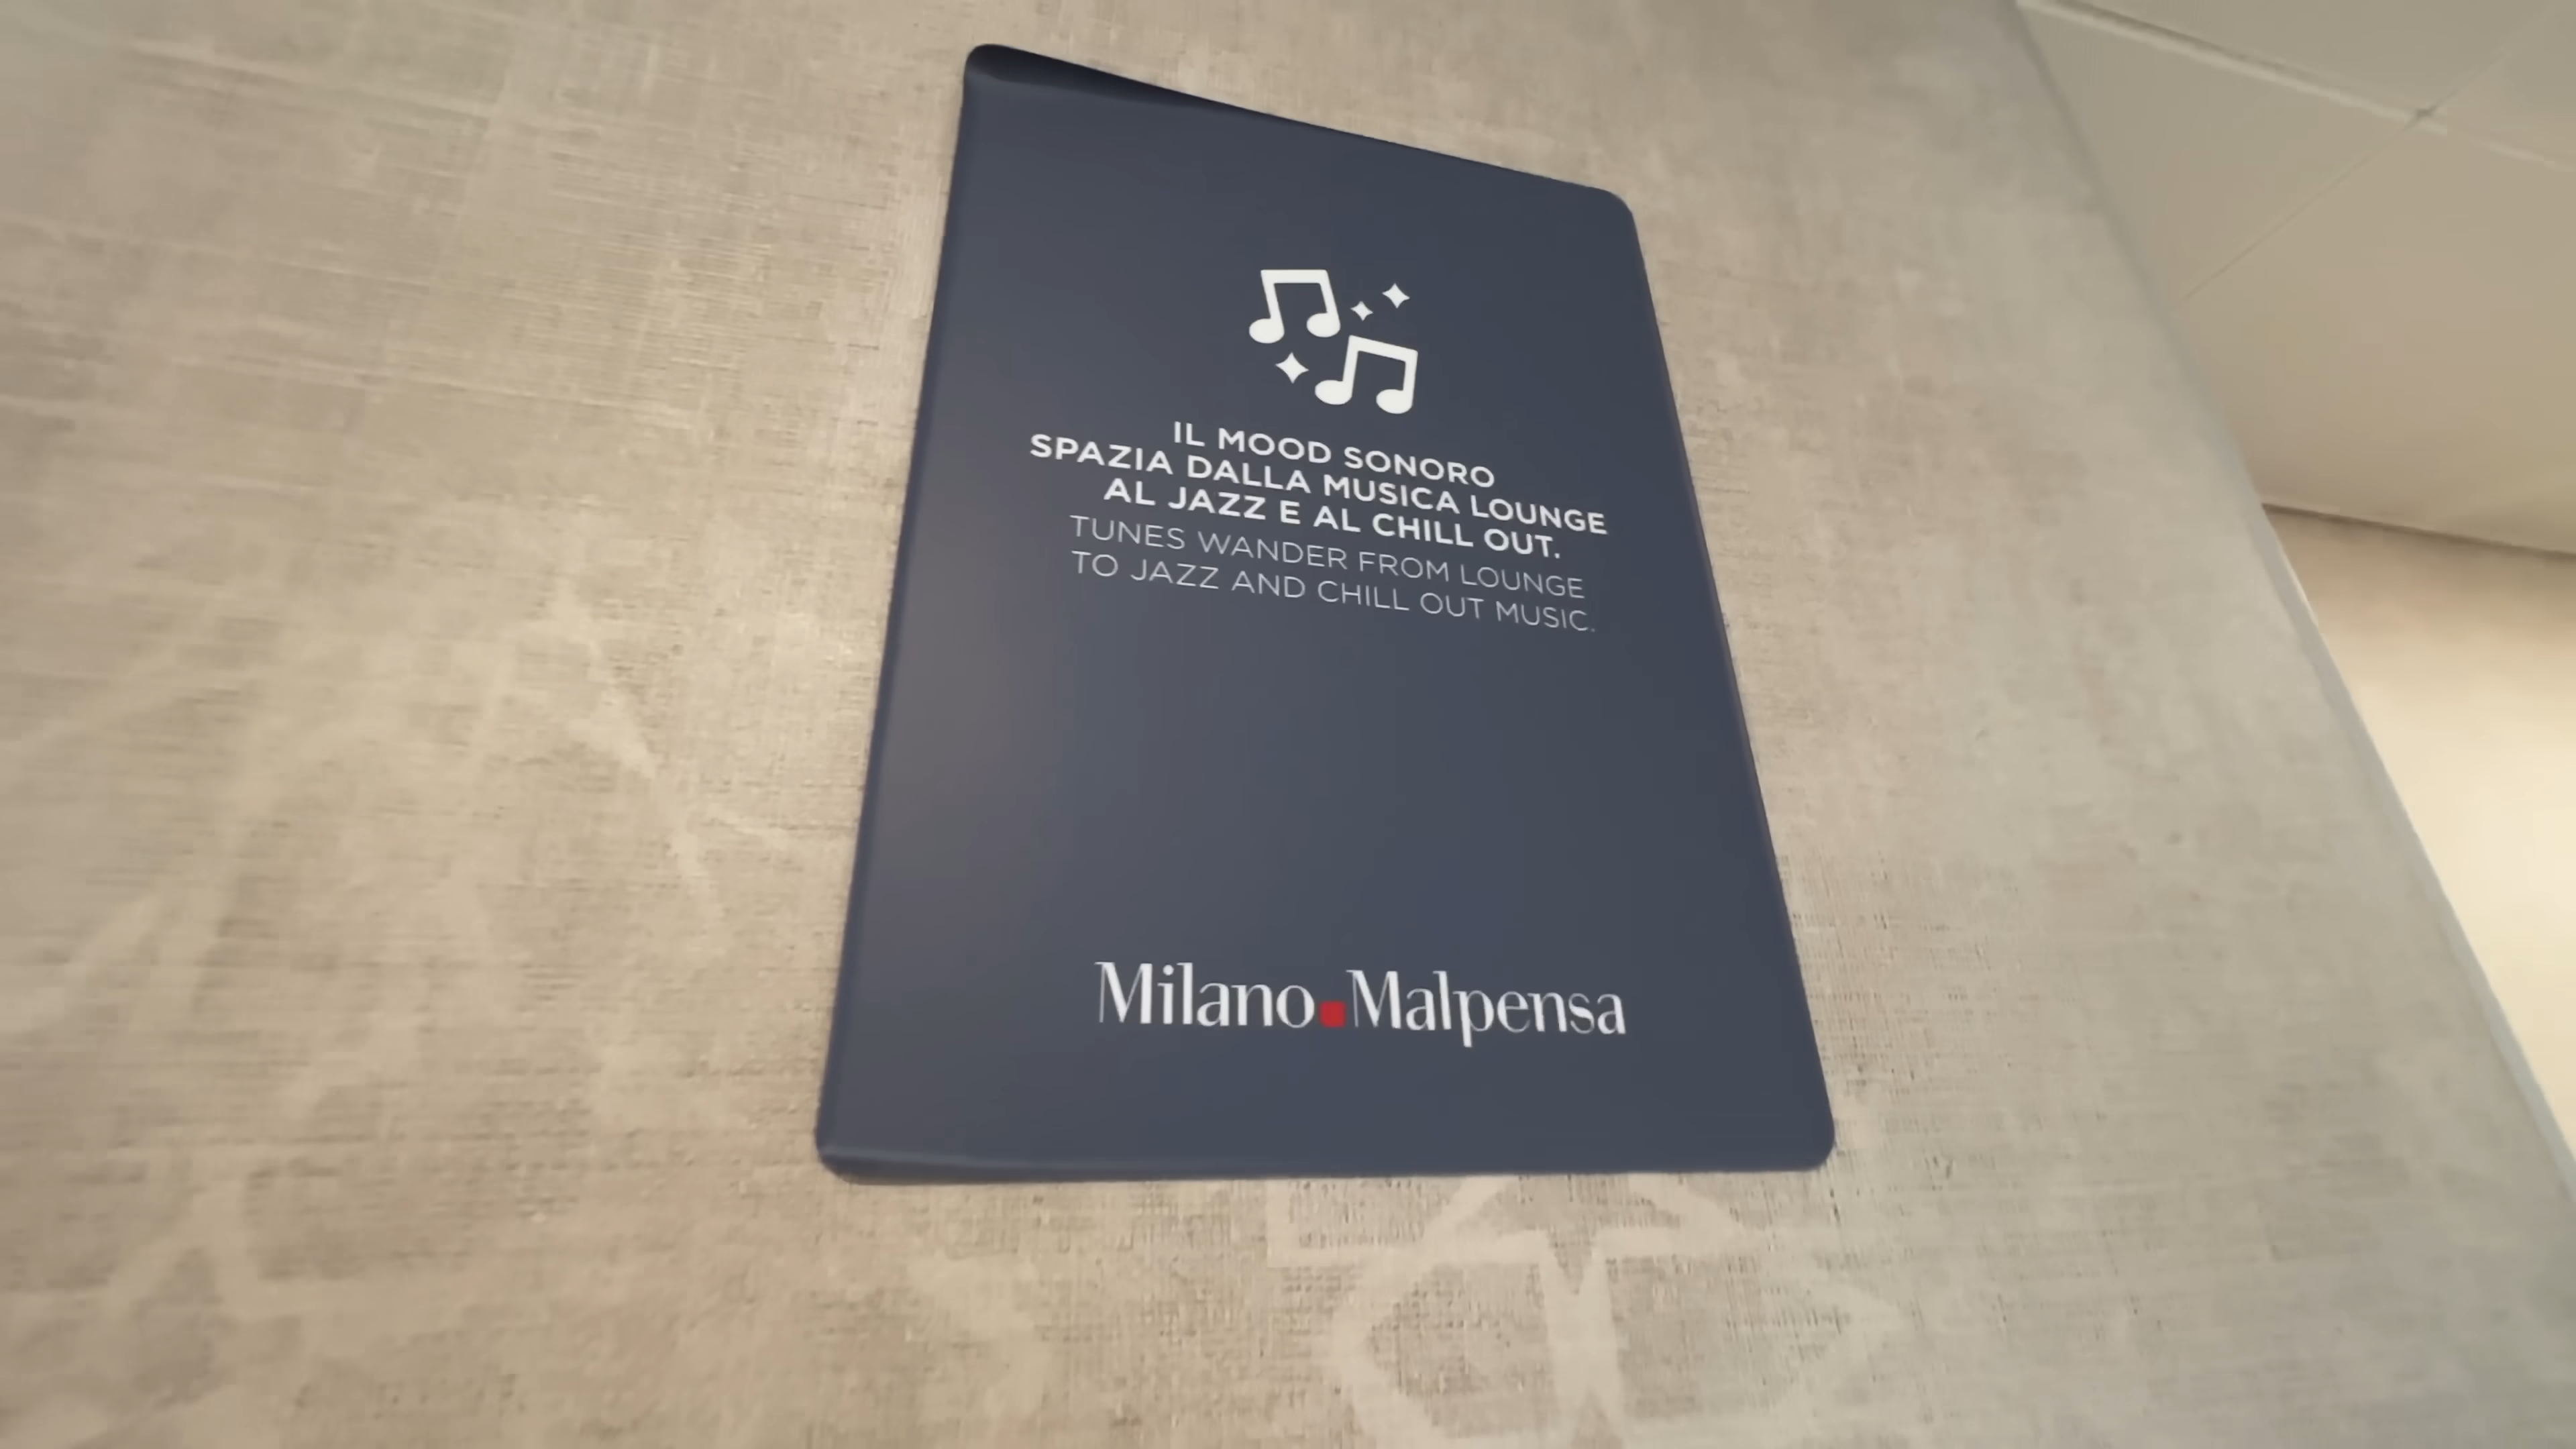 IL MOOD SONORO
SPAZIA DALLA MUSICA LOUNGE
AL JAZZ E AL CHILL OUT.
TUNES WANDER FROM LOUNGE
TO JAZZ AND CHILL OUT MUSIC.
Milano Malpensa